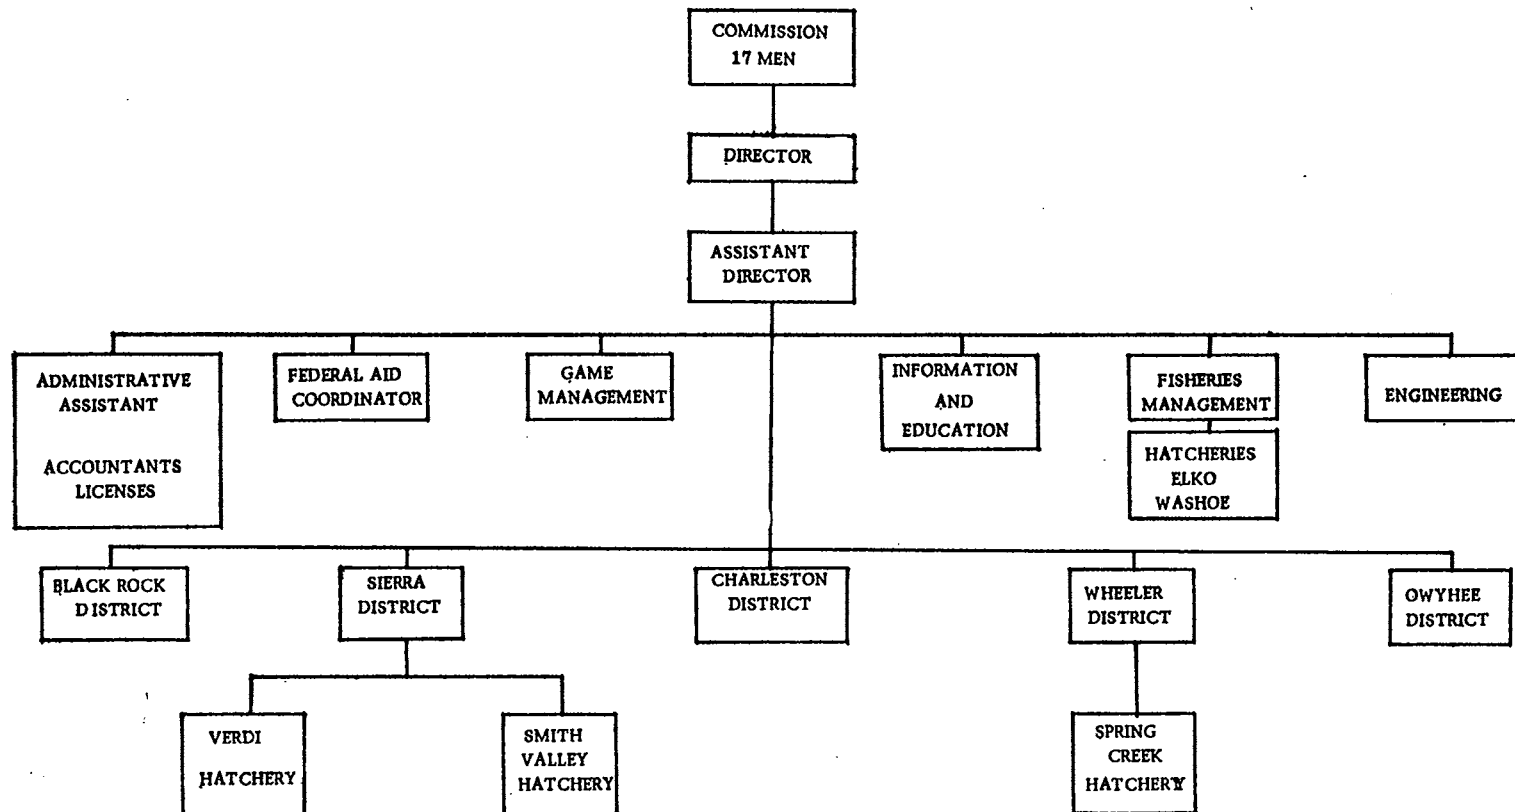 COMMISSION
17 MEN
DIRECTOR
ASSISTANT
DIRECTOR
ADMINISTRATIVE
ASSISTANT
ACCOUNTANTS
LICENSES
FEDERAL AID
COORDINATOR
GAME
MANAGEMENT
INFORMATION
AND
EDUCATION
FISHERIES
MANAGEMENT
HATCHERIES
ELKO
WASHOE
ENGINEERING
BLACK ROCK
DISTRICT
SIERRA
DISTRICT
CHARLESTON
DISTRICT
WHEELER
DISTRICT
OWYHEE
DISTRICT
VERDI
HATCHERY
SMITH
VALLEY
HATCHERY
SPRING
CREEK
HATCHERY